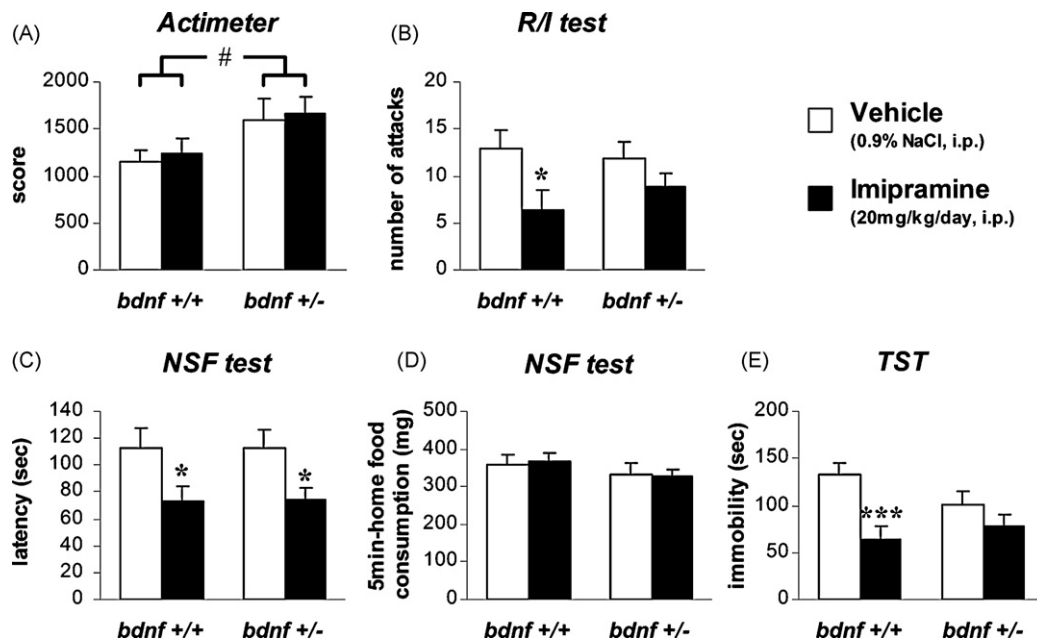 (A)
Actimeter
#
2000
1500
1000
500
0
score
bdnf +/+
bdnf +/-
(B)
R/I test
20
15
10
5
0
number of attacks
*
bdnf +/+
bdnf +/-
Vehicle
(0.9% NaCl, i.p.)
Imipramine
(20mg/kg/day, i.p.)
(C)
NSF test
140
120
100
80
60
40
20
0
latency (sec)
*
*
bdnf +/+
bdnf +/-
(D)
NSF test
500
400
300
200
100
0
5min-home food
consumption (mg)
bdnf +/+
bdnf +/-
(E)
TST
200
150
100
50
0
immobility (sec)
***
bdnf +/+
bdnf +/-